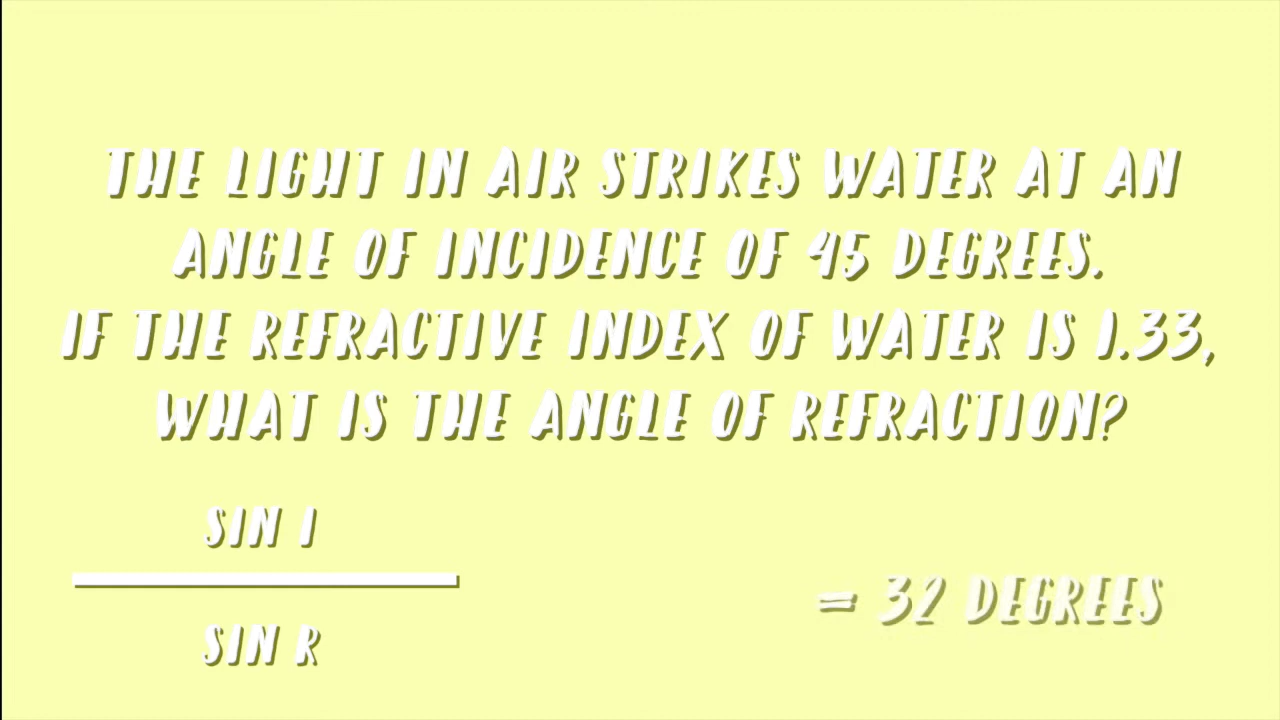 THE LIGHT IN AIR STRIKES WATER AT AN
ANGLE OF INCIDENCE OF 45 DEGREES.
IF THE REFRACTIVE INDEX OF WATER IS 1.33,
WHAT IS THE ANGLE OF REFRACTION?
SIN I
SIN R
= 32 DEGREES